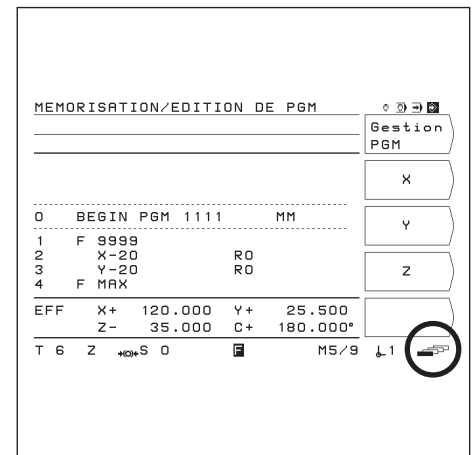 MEMORISATION/EDITION DE PGM
Gestion
PGM
X
Y
Z
0 BEGIN PGM 1111 MM
1 F 9999
2 X-20 R0
3 Y-20 R0
4 F MAX
EFF X+ 120.000 Y+ 25.500
Z- 35.000 C+ 180.000°
T 6 Z S 0 F M5/9 1